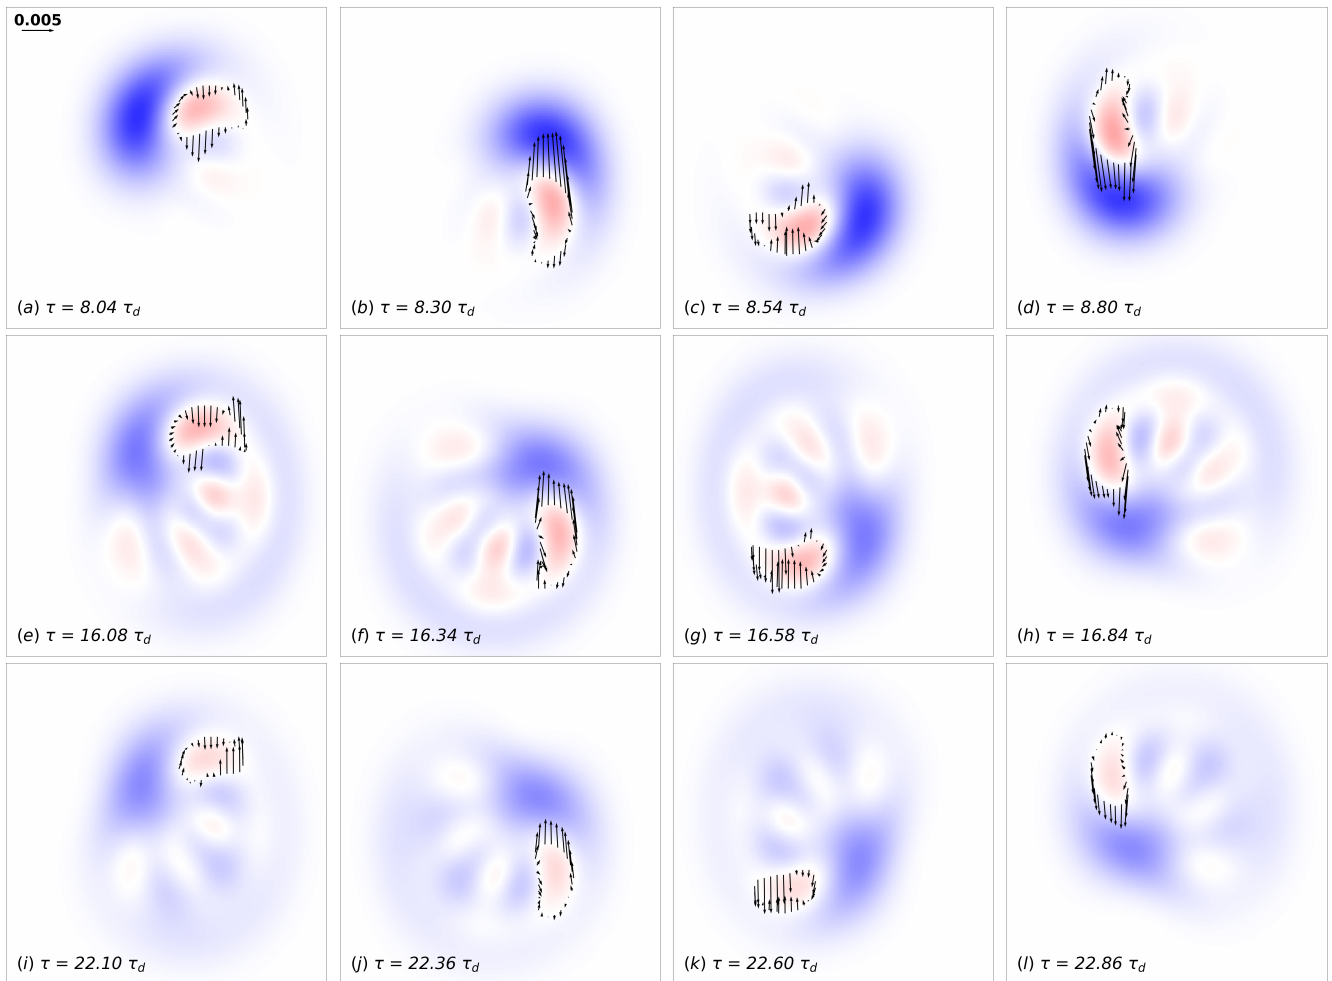 0.005
(a) τ = 8.04 τd
(b) τ = 8.30 τd
(c) τ = 8.54 τd
(d) τ = 8.80 τd
(e) τ = 16.08 τd
(f) τ = 16.34 τd
(g) τ = 16.58 τd
(h) τ = 16.84 τd
(i) τ = 22.10 τd
(j) τ = 22.36 τd
(k) τ = 22.60 τd
(l) τ = 22.86 τd